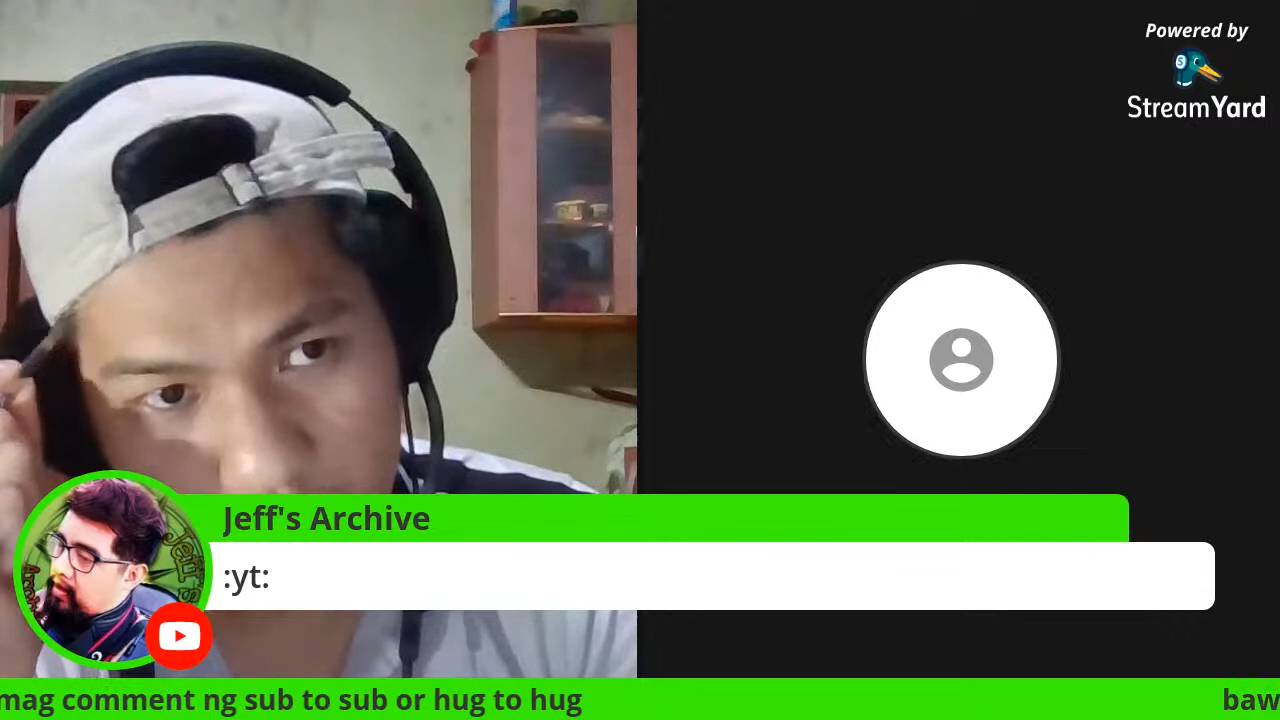 Powered by
StreamYard
Jeff's Archive
:yt:
mag comment ng sub to sub or hug to hug
baw